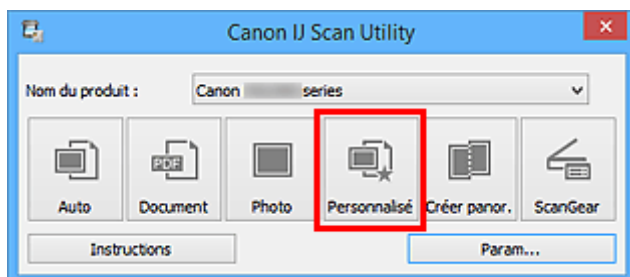 Canon IJ Scan Utility
Nom du produit : Canon series
PDF
Auto Document Photo Personnalisé Créer panor. ScanGear
Instructions Param...